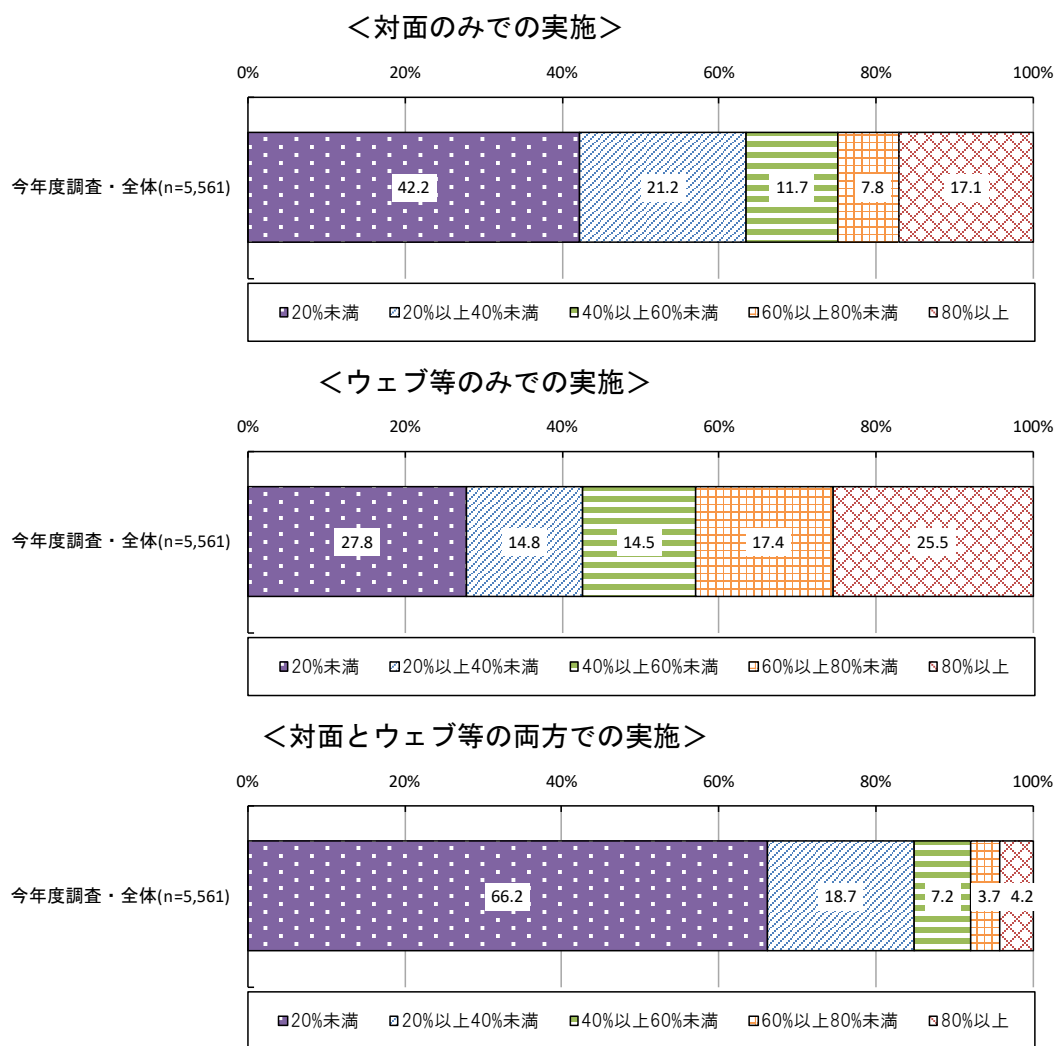 ＜対面のみでの実施＞
0% 20% 40% 60% 80% 100%
今年度調査・全体(n=5,561) 42.2 21.2 11.7 7.8 17.1
20%未満 20%以上40%未満 40%以上60%未満 60%以上80%未満 80%以上
＜ウェブ等のみでの実施＞
0% 20% 40% 60% 80% 100%
今年度調査・全体(n=5,561) 27.8 14.8 14.5 17.4 25.5
20%未満 20%以上40%未満 40%以上60%未満 60%以上80%未満 80%以上
＜対面とウェブ等の両方での実施＞
0% 20% 40% 60% 80% 100%
今年度調査・全体(n=5,561) 66.2 18.7 7.2 3.7 4.2
20%未満 20%以上40%未満 40%以上60%未満 60%以上80%未満 80%以上